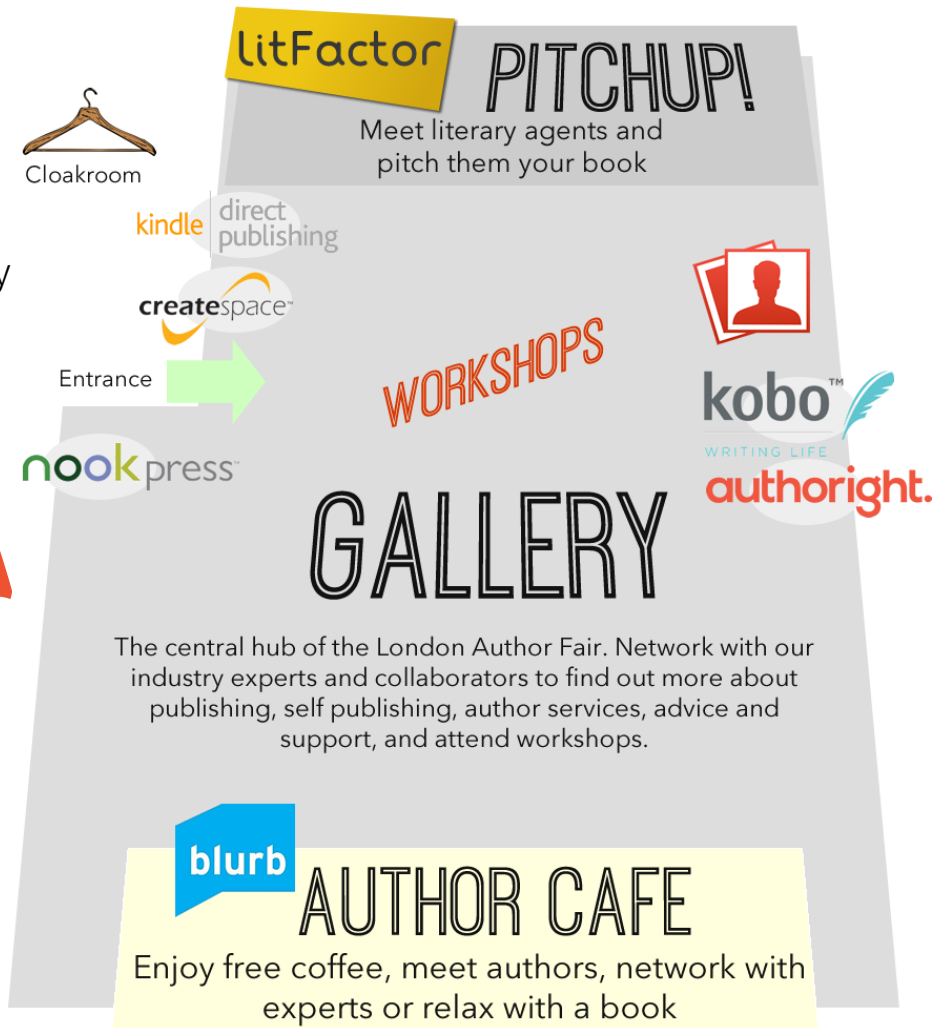 litFactor
PITCHUP!
Meet literary agents and
pitch them your book
Cloakroom
kindle direct
publishing
createspace™
y
Entrance
WORKSHOPS
kobo™
WRITING LIFE
nook press™
authoright.
GALLERY
The central hub of the London Author Fair. Network with our
industry experts and collaborators to find out more about
publishing, self publishing, author services, advice and
support, and attend workshops.
blurb
AUTHOR CAFE
Enjoy free coffee, meet authors, network with
experts or relax with a book